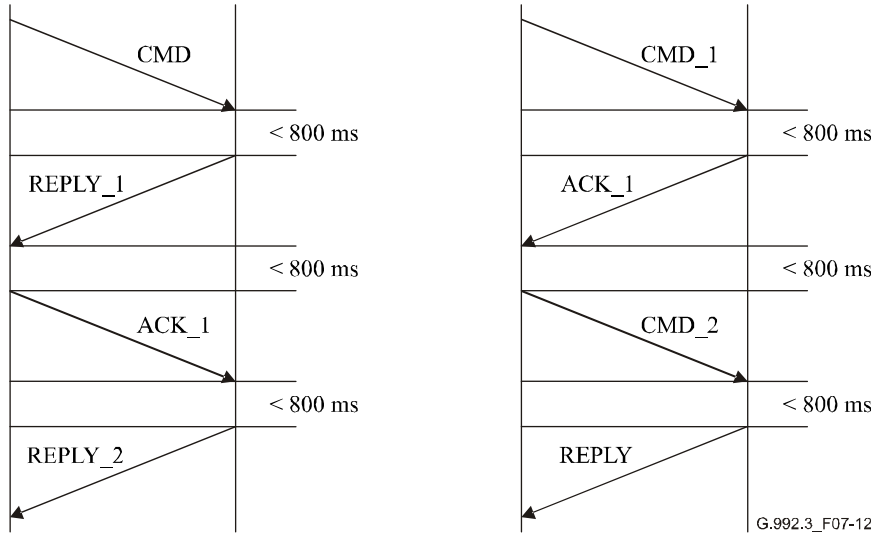 CMD
< 800 ms
REPLY_1
< 800 ms
ACK_1
< 800 ms
REPLY_2
CMD_1
< 800 ms
ACK_1
< 800 ms
CMD_2
< 800 ms
REPLY
G.992.3_F07-12